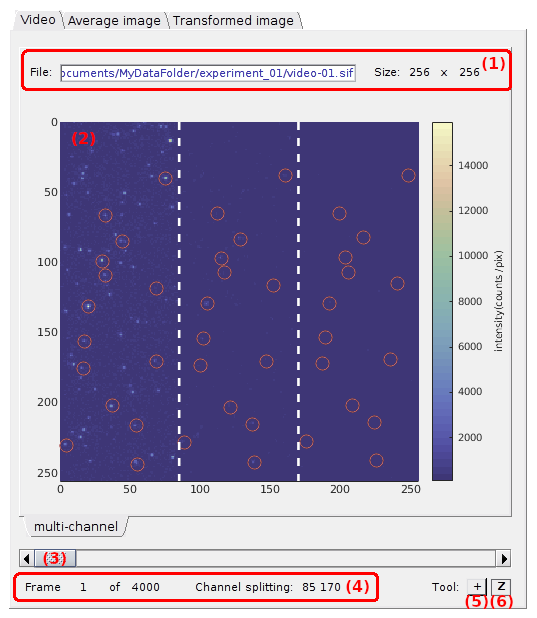 Video Average image Transformed image
File: ocuments/MyDataFolder/experiment_01/video-01.sif Size: 256 x 256 (1)
(2)
0
50
100
150
200
250
0 50 100 150 200 250
14000
12000
10000
8000
6000
4000
2000
intensity(counts/pix)
multi-channel
(3)
Frame 1 of 4000 Channel splitting: 85 170 (4) Tool: + Z
(5)(6)